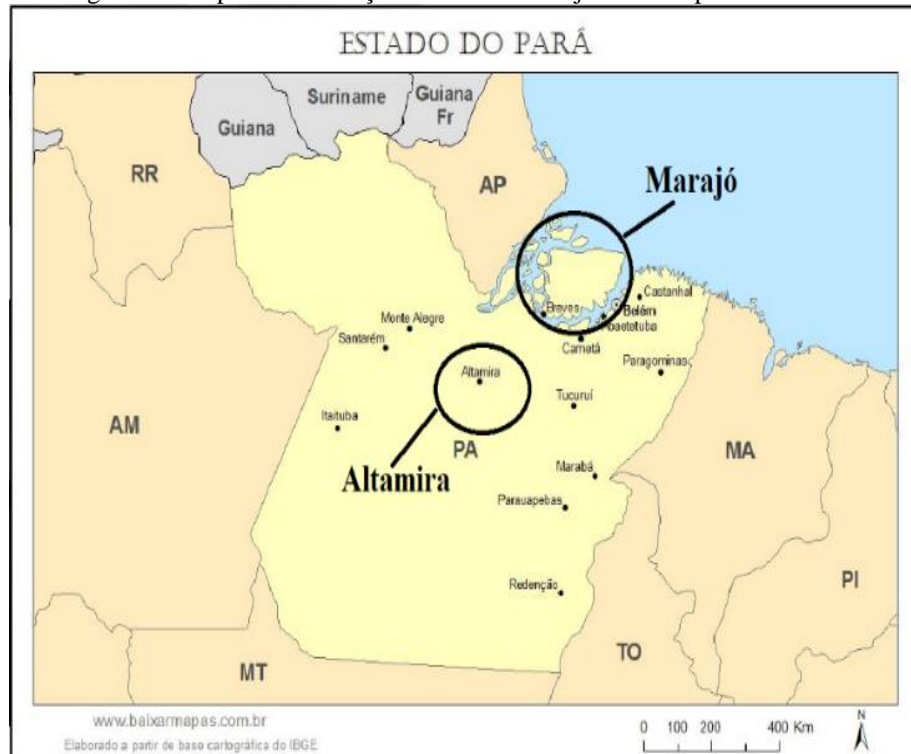 ESTADO DO PARÁ
Suriname
Guiana
Fr
Guiana
RR
AP
Marajó
Castanhal
Breves
Belém
Monte Alegre
Santarém
Cametá
Paragominas
Altamira
Tucuruí
Itaituba
AM
PA
MA
Altamira
Marabá
Parauapebas
Redenção
PI
TO
MT
www.baixarmapas.com.br
Elaborado a partir de base cartográfica do IBGE
N
0 100 200 400 Km